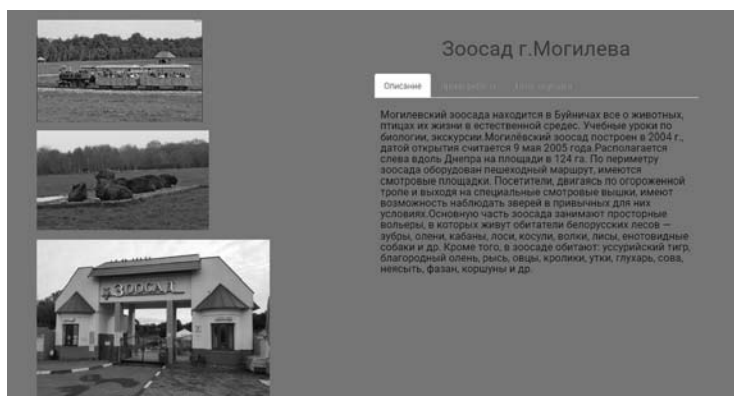 Зоосад г.Могилева
Описание
Могилевский зоосада находится в Буйничах все о животных,
птицах их жизни в естественной средес. Учебные уроки по
биологии, экскурсии.Могилёвский зоосад построен в 2004 г.,
датой открытия считается 9 мая 2005 года.Располагается
слева вдоль Днепра на площади в 124 га. По периметру
зоосада оборудован пешеходный маршрут, имеются
смотровые площадки. Посетители, двигаясь по огороженной
тропе и выходя на специальные смотровые вышки, имеют
возможность наблюдать зверей в привычных для них
условиях.Основную часть зоосада занимают просторные
вольеры, в которых живут обитатели белорусских лесов —
зубры, олени, кабаны, лоси, косули, волки, лисы, енотовидные
собаки и др. Кроме того, в зоосаде обитают: уссурийский тигр,
благородный олень, рысь, овцы, кролики, утки, глухарь, сова,
неясыть, фазан, коршуны и др.
ЗООСАД